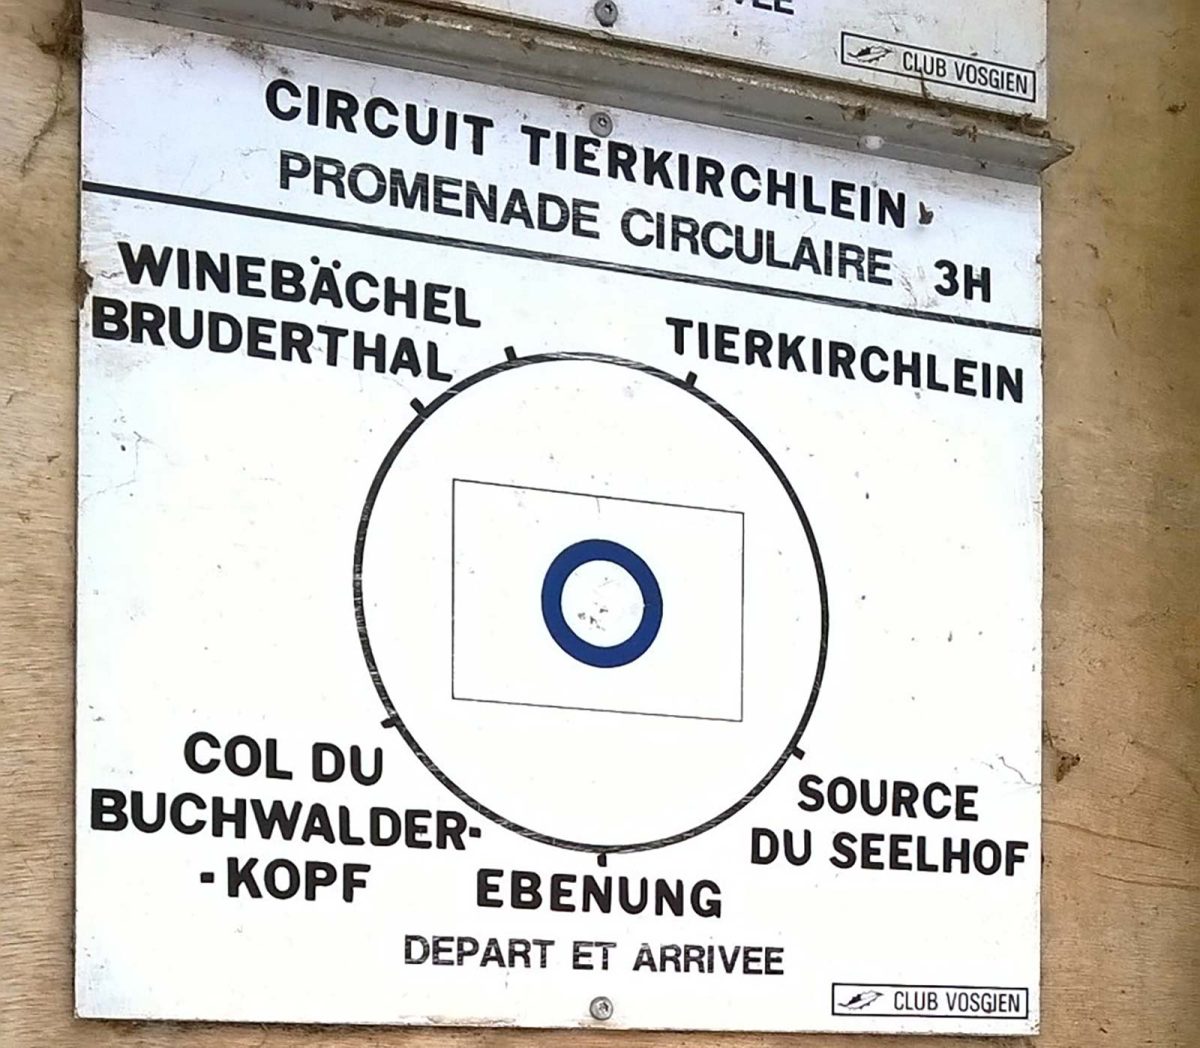 CLUB VOSGIEN
CIRCUIT TIERKIRCHLEIN
PROMENADE CIRCULAIRE 3H
WINEBÄCHEL
BRUDERTHAL
TIERKIRCHLEIN
COL DU
BUCHWALDER-
-KOPF
SOURCE
DU SEELHOF
EBENUNG
DEPART ET ARRIVEE
CLUB VOSGIEN